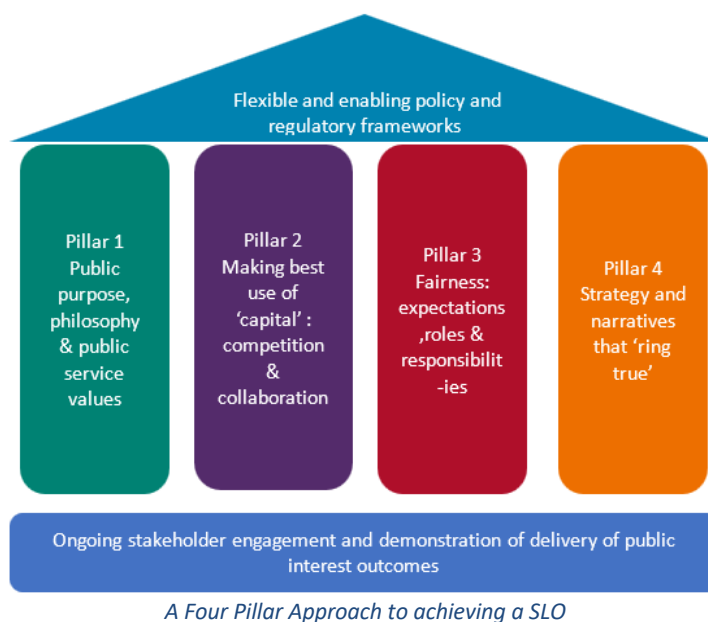 Flexible and enabling policy and
regulatory frameworks
Pillar 1
Public
purpose,
philosophy
& public
service
values
Pillar 2
Making best
use of
‘capital’ :
competition
&
collaboration
Pillar 3
Fairness:
expectations
,roles &
responsibilit
-ies
Pillar 4
Strategy and
narratives
that ‘ring
true’
Ongoing stakeholder engagement and demonstration of delivery of public
interest outcomes
A Four Pillar Approach to achieving a SLO